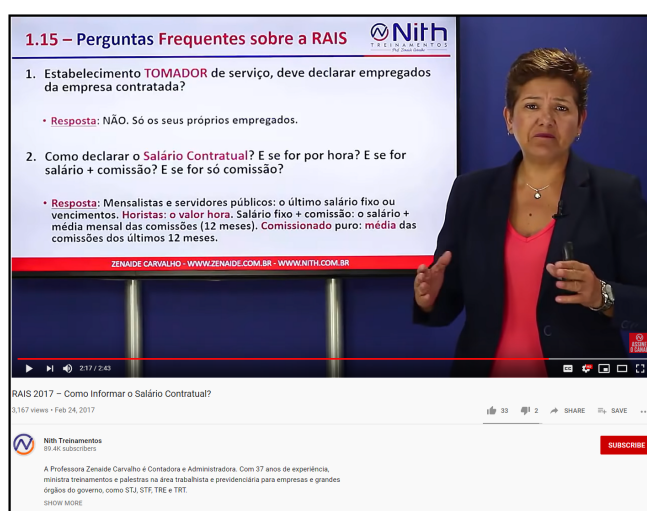 1.15 – Perguntas Frequentes sobre a RAIS
Nith
TREINAMENTOS
Prof. Zenaide Carvalho
1. Estabelecimento TOMADOR de serviço, deve declarar empregados
da empresa contratada?
• Resposta: NÃO. Só os seus próprios empregados.
2. Como declarar o Salário Contratual? E se for por hora? E se for
salário + comissão? E se for só comissão?
• Resposta: Mensalistas e servidores públicos: o último salário fixo ou
vencimentos. Horistas: o valor hora. Salário fixo + comissão: o salário +
média mensal das comissões (12 meses). Comissionado puro: média das
comissões dos últimos 12 meses.
ZENAIDE CARVALHO - WWW.ZENAIDE.COM.BR - WWW.NITH.COM.BR
ASSINE
O CANAL
2:17 / 2:43
CC
RAIS 2017 – Como Informar o Salário Contratual?
3,167 views • Feb 24, 2017
33
2
SHARE
SAVE
...
Nith Treinamentos
89.4K subscribers
SUBSCRIBE
A Professora Zenaide Carvalho é Contadora e Administradora. Com 37 anos de experiência,
ministra treinamentos e palestras na área trabalhista e previdenciária para empresas e grandes
órgãos do governo, como STJ, STF, TRE e TRT.
SHOW MORE